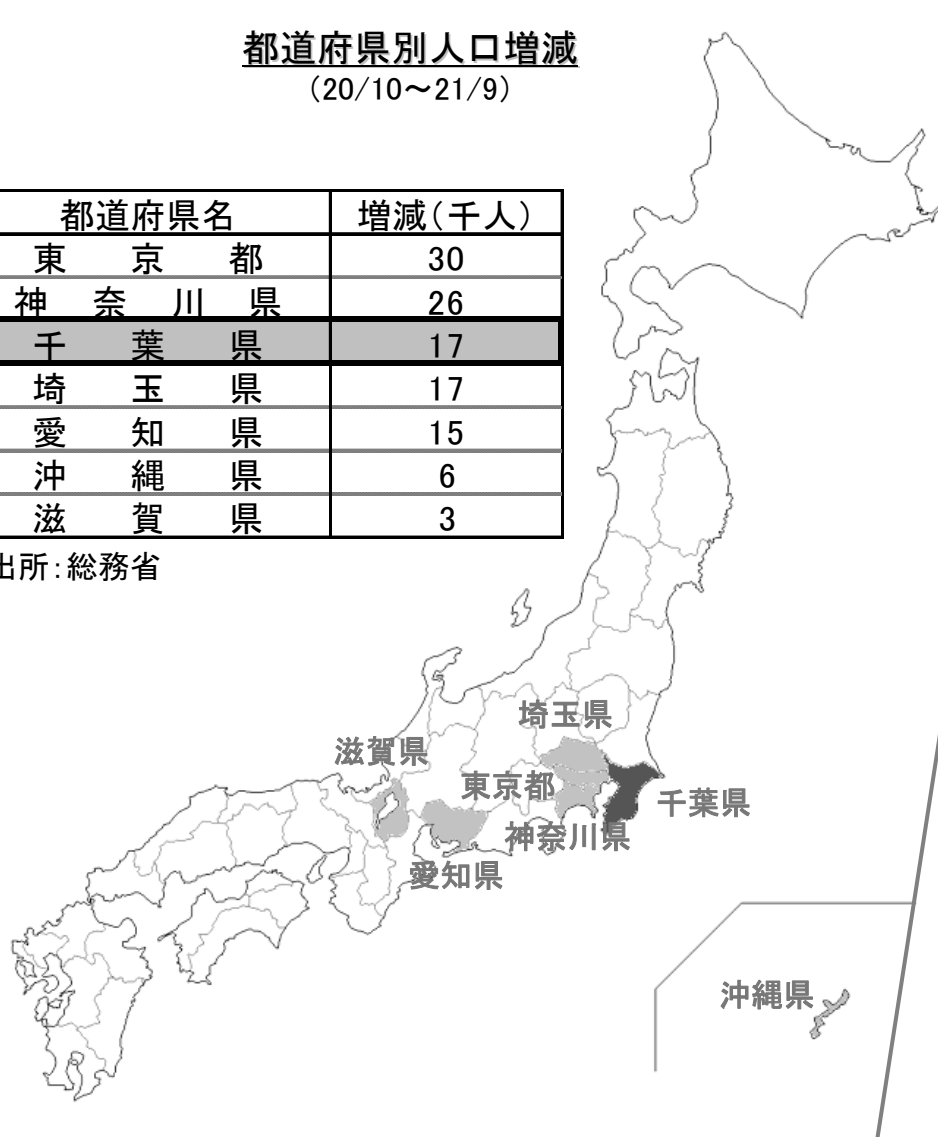 都道府県別人口増減
(20/10～21/9)
都道府県名 増減(千人)
東京都 30
神奈川県 26
千葉県 17
埼玉県 17
愛知県 15
沖縄県 6
滋賀県 3
出所:総務省
埼玉県
滋賀県
東京都
千葉県
神奈川県
愛知県
沖縄県